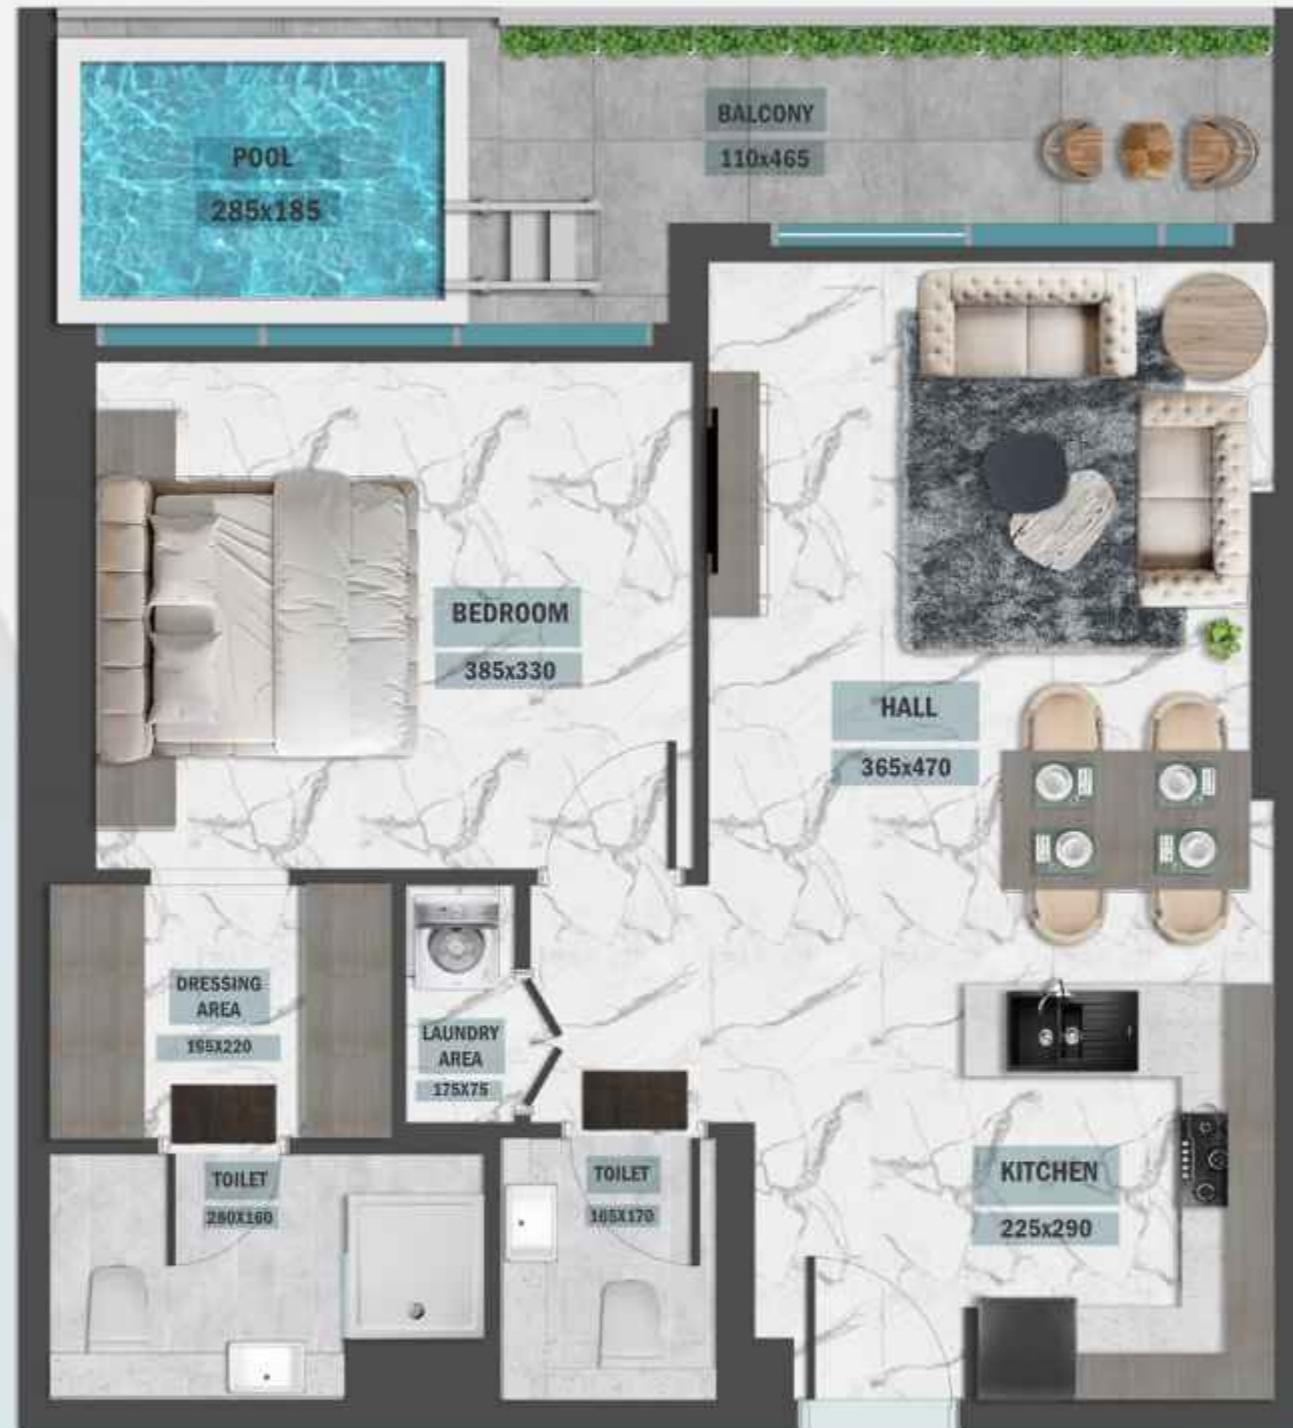 POOL
285x185
BALCONY
110x465
BEDROOM
385x330
HALL
365x470
DRESSING
AREA
195X220
LAUNDRY
AREA
175X75
TOILET
280X160
TOILET
165X170
KITCHEN
225x290